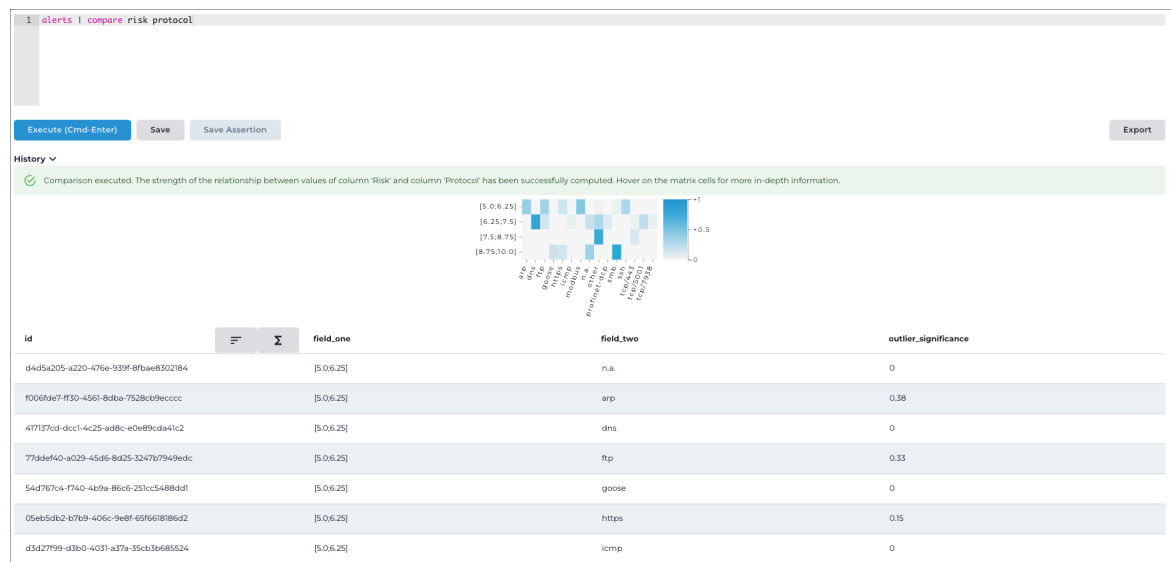 1 alerts | compare risk protocol
Execute (Cmd-Enter) Save Save Assertion Export
History
Comparison executed. The strength of the relationship between values of column 'Risk' and column 'Protocol' has been successfully computed. Hover on the matrix cells for more in-depth information.
[5.0;6.25]
[6.25;7.5]
[7.5;8.75]
[8.75;10.0]
+1
+0.5
0
arp
dns
ftp
goose
https
icmp
modbus
n.a.
other
profinet-dcp
smb
ssh
tcp/443
tcp/5001
tcp/7938
id Σ field_one field_two outlier_significance
d4d5a205-a220-476e-939f-8fbae8302184 [5.0;6.25] n.a. 0
f006fde7-ff30-4561-8dba-7528cb9ecccc [5.0;6.25] arp 0.38
417137cd-dcc1-4c25-ad8c-e0e89cda41c2 [5.0;6.25] dns 0
77ddef40-a029-45d6-8d25-3247b7949edc [5.0;6.25] ftp 0.33
54d767c4-f740-4b9a-86c6-251cc5488dd1 [5.0;6.25] goose 0
05eb5db2-b7b9-406c-9e8f-65f6618186d2 [5.0;6.25] https 0.15
d3d27f99-d3b0-4031-a37a-35cb3b685524 [5.0;6.25] icmp 0